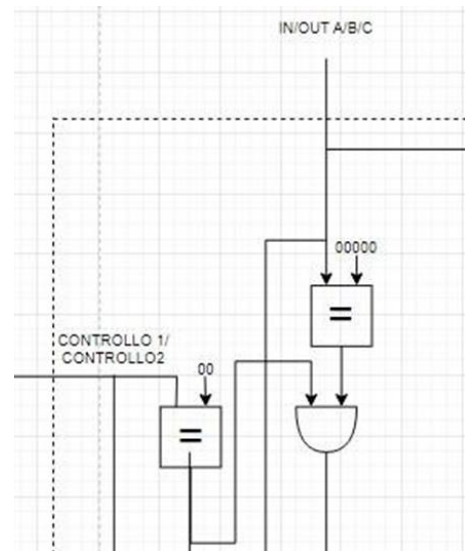 IN/OUT A/B/C
00000
=
CONTROLLO 1/
CONTROLLO2
00
=